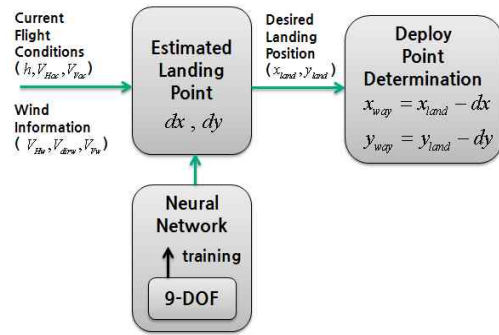 Current
Flight
Conditions
(h, V_Hac, V_Vac)
Wind
Information
(V_Hw, V_dirw, V_Vw)
Estimated
Landing
Point
dx , dy
Desired
Landing
Position
(x_land, y_land)
Deploy
Point
Determination
x_way = x_land − dx
y_way = y_land − dy
Neural
Network
training
9-DOF